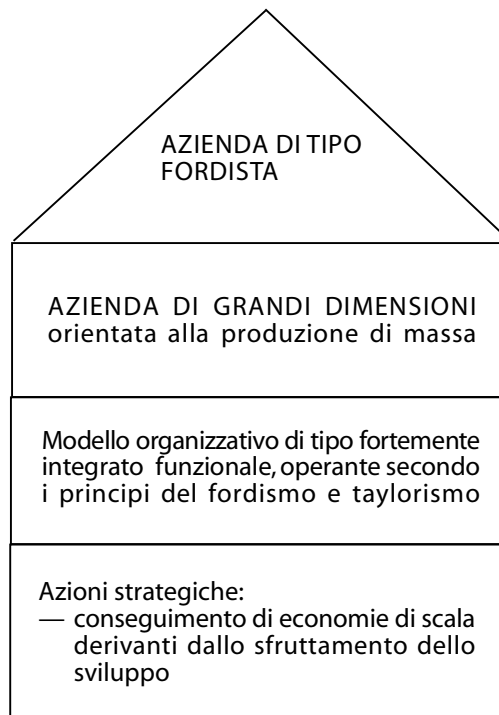 AZIENDA DI TIPO
FORDISTA
AZIENDA DI GRANDI DIMENSIONI
orientata alla produzione di massa
Modello organizzativo di tipo fortemente
integrato funzionale, operante secondo
i principi del fordismo e taylorismo
Azioni strategiche:
— conseguimento di economie di scala
derivanti dallo sfruttamento dello
sviluppo